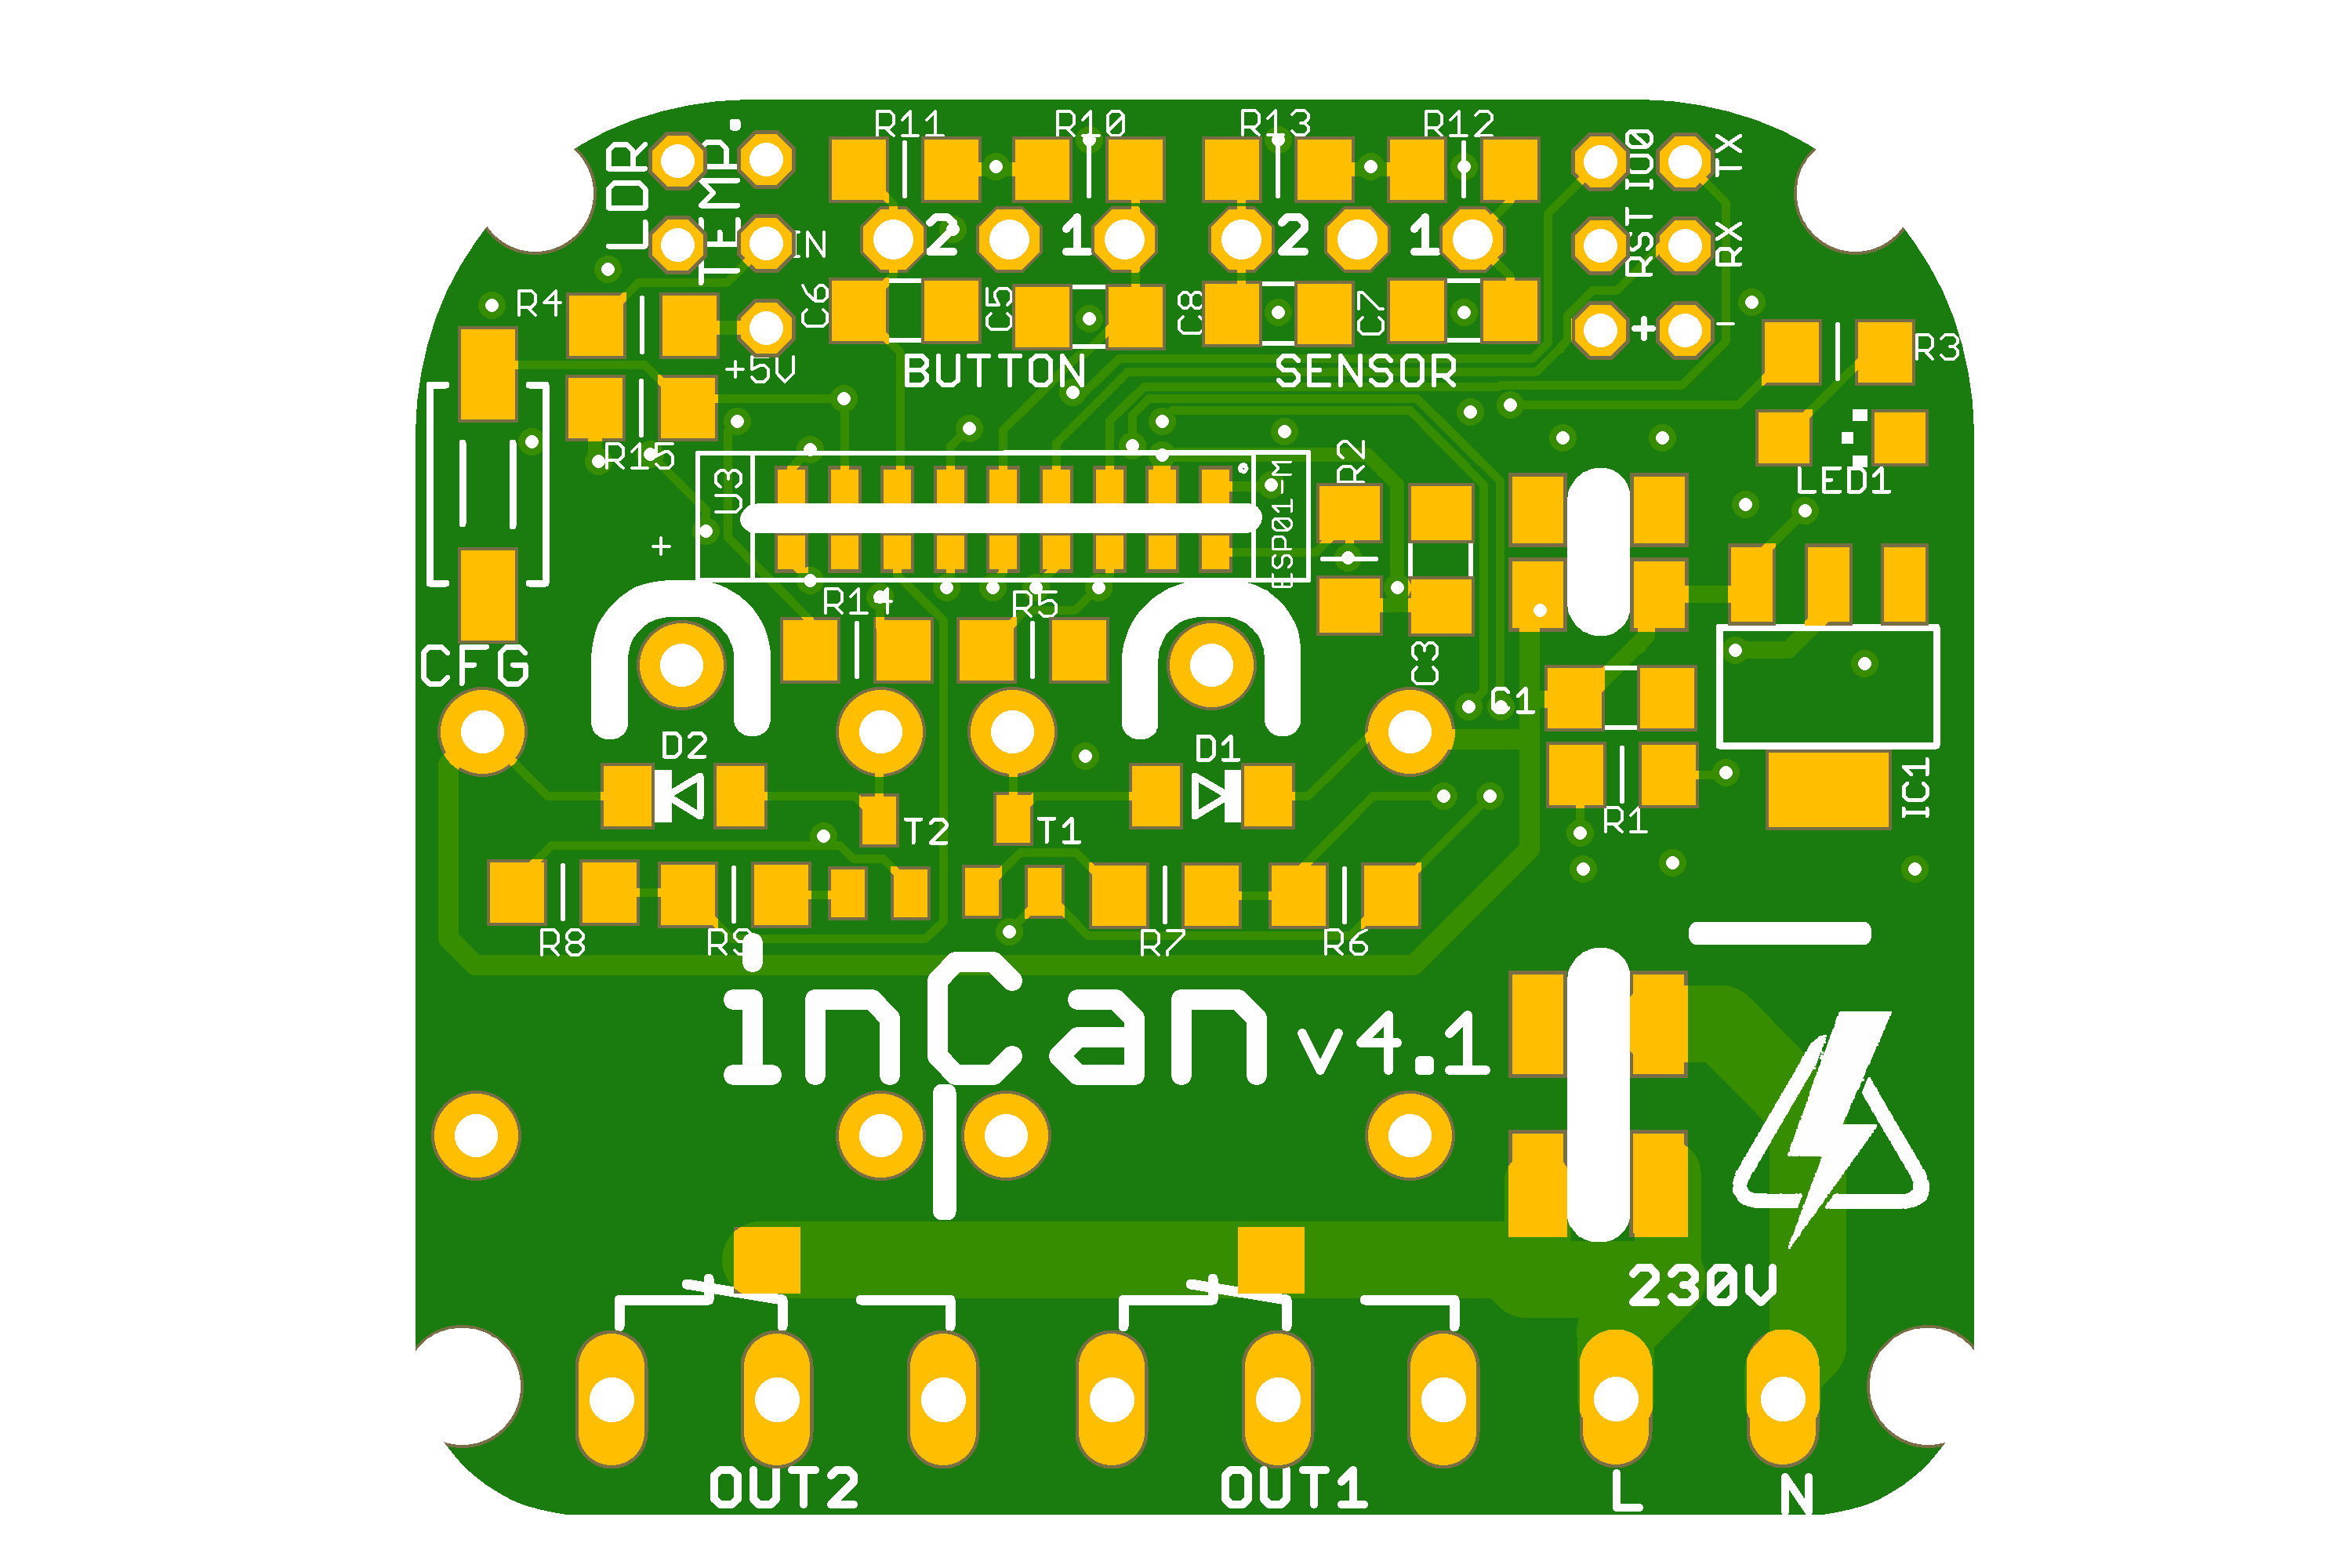 R11
R10
R13
R12
LDR
TEMP.
2
1
2
1
IO0
TX
RST
RX
IN
R4
C6
C5
C8
C7
+
-
+5V
BUTTON
SENSOR
R3
R15
U3
ESP01-M
R2
LED1
+
R14
R5
CFG
C3
C1
D2
D1
IC1
T2
T1
R1
R8
R9
R7
R6
inCan v4.1
230V
OUT2
OUT1
L
N